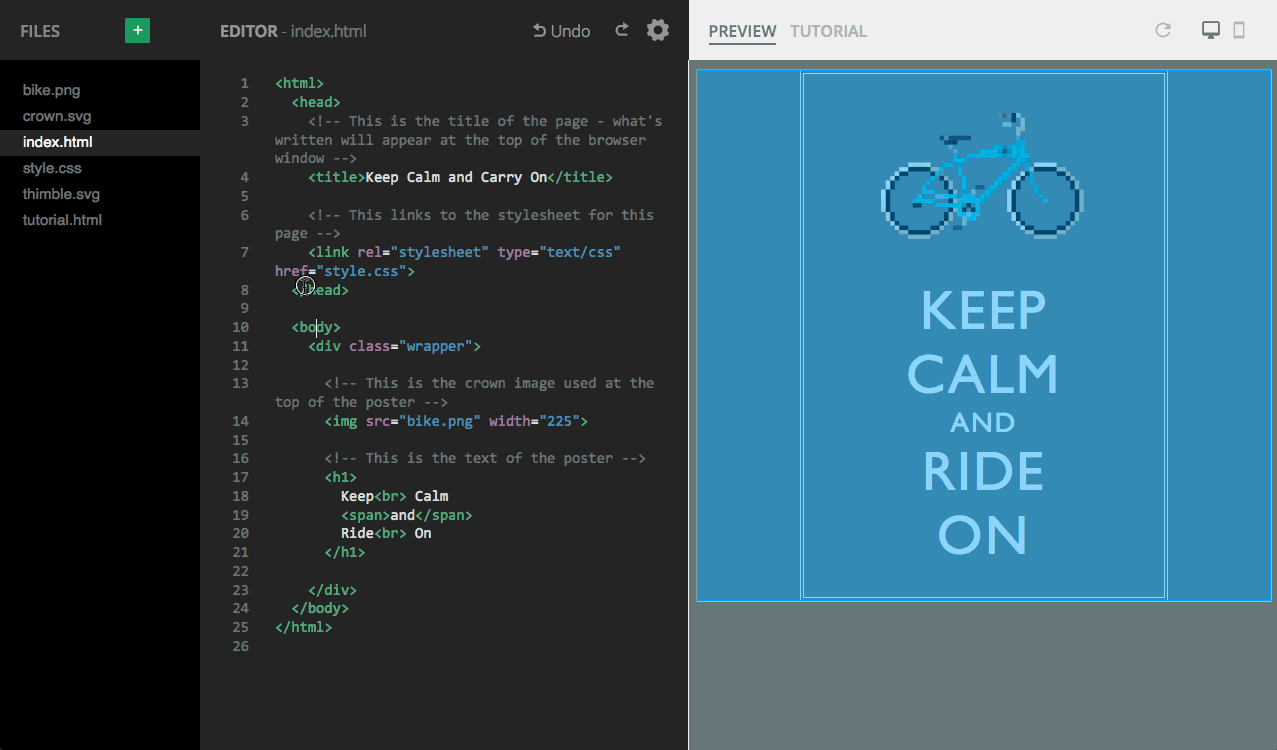 FILES
+
EDITOR - index.html
Undo
PREVIEW TUTORIAL
bike.png
crown.svg
index.html
style.css
thimble.svg
tutorial.html
1 <html>
2 <head>
3 <!-- This is the title of the page - what's
written will appear at the top of the browser
window -->
4 <title>Keep Calm and Carry On</title>
5
6 <!-- This links to the stylesheet for this
page -->
7 <link rel="stylesheet" type="text/css"
href="style.css">
8 </head>
9
10 <body>
11 <div class="wrapper">
12
13 <!-- This is the crown image used at the
top of the poster -->
14 <img src="bike.png" width="225">
15
16 <!-- This is the text of the poster -->
17 <h1>
18 Keep<br> Calm
19 <span>and</span>
20 Ride<br> On
21 </h1>
22
23 </div>
24 </body>
25 </html>
26
KEEP
CALM
AND
RIDE
ON